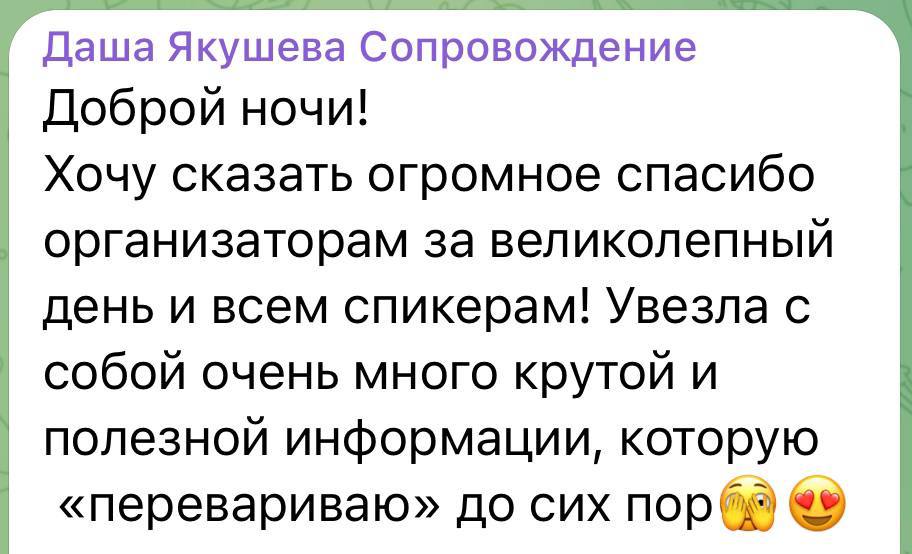 Даша Якушева Сопровождение
Доброй ночи!
Хочу сказать огромное спасибо
организаторам за великолепный
день и всем спикерам! Увезла с
собой очень много крутой и
полезной информации, которую
«перевариваю» до сих пор🫣😍